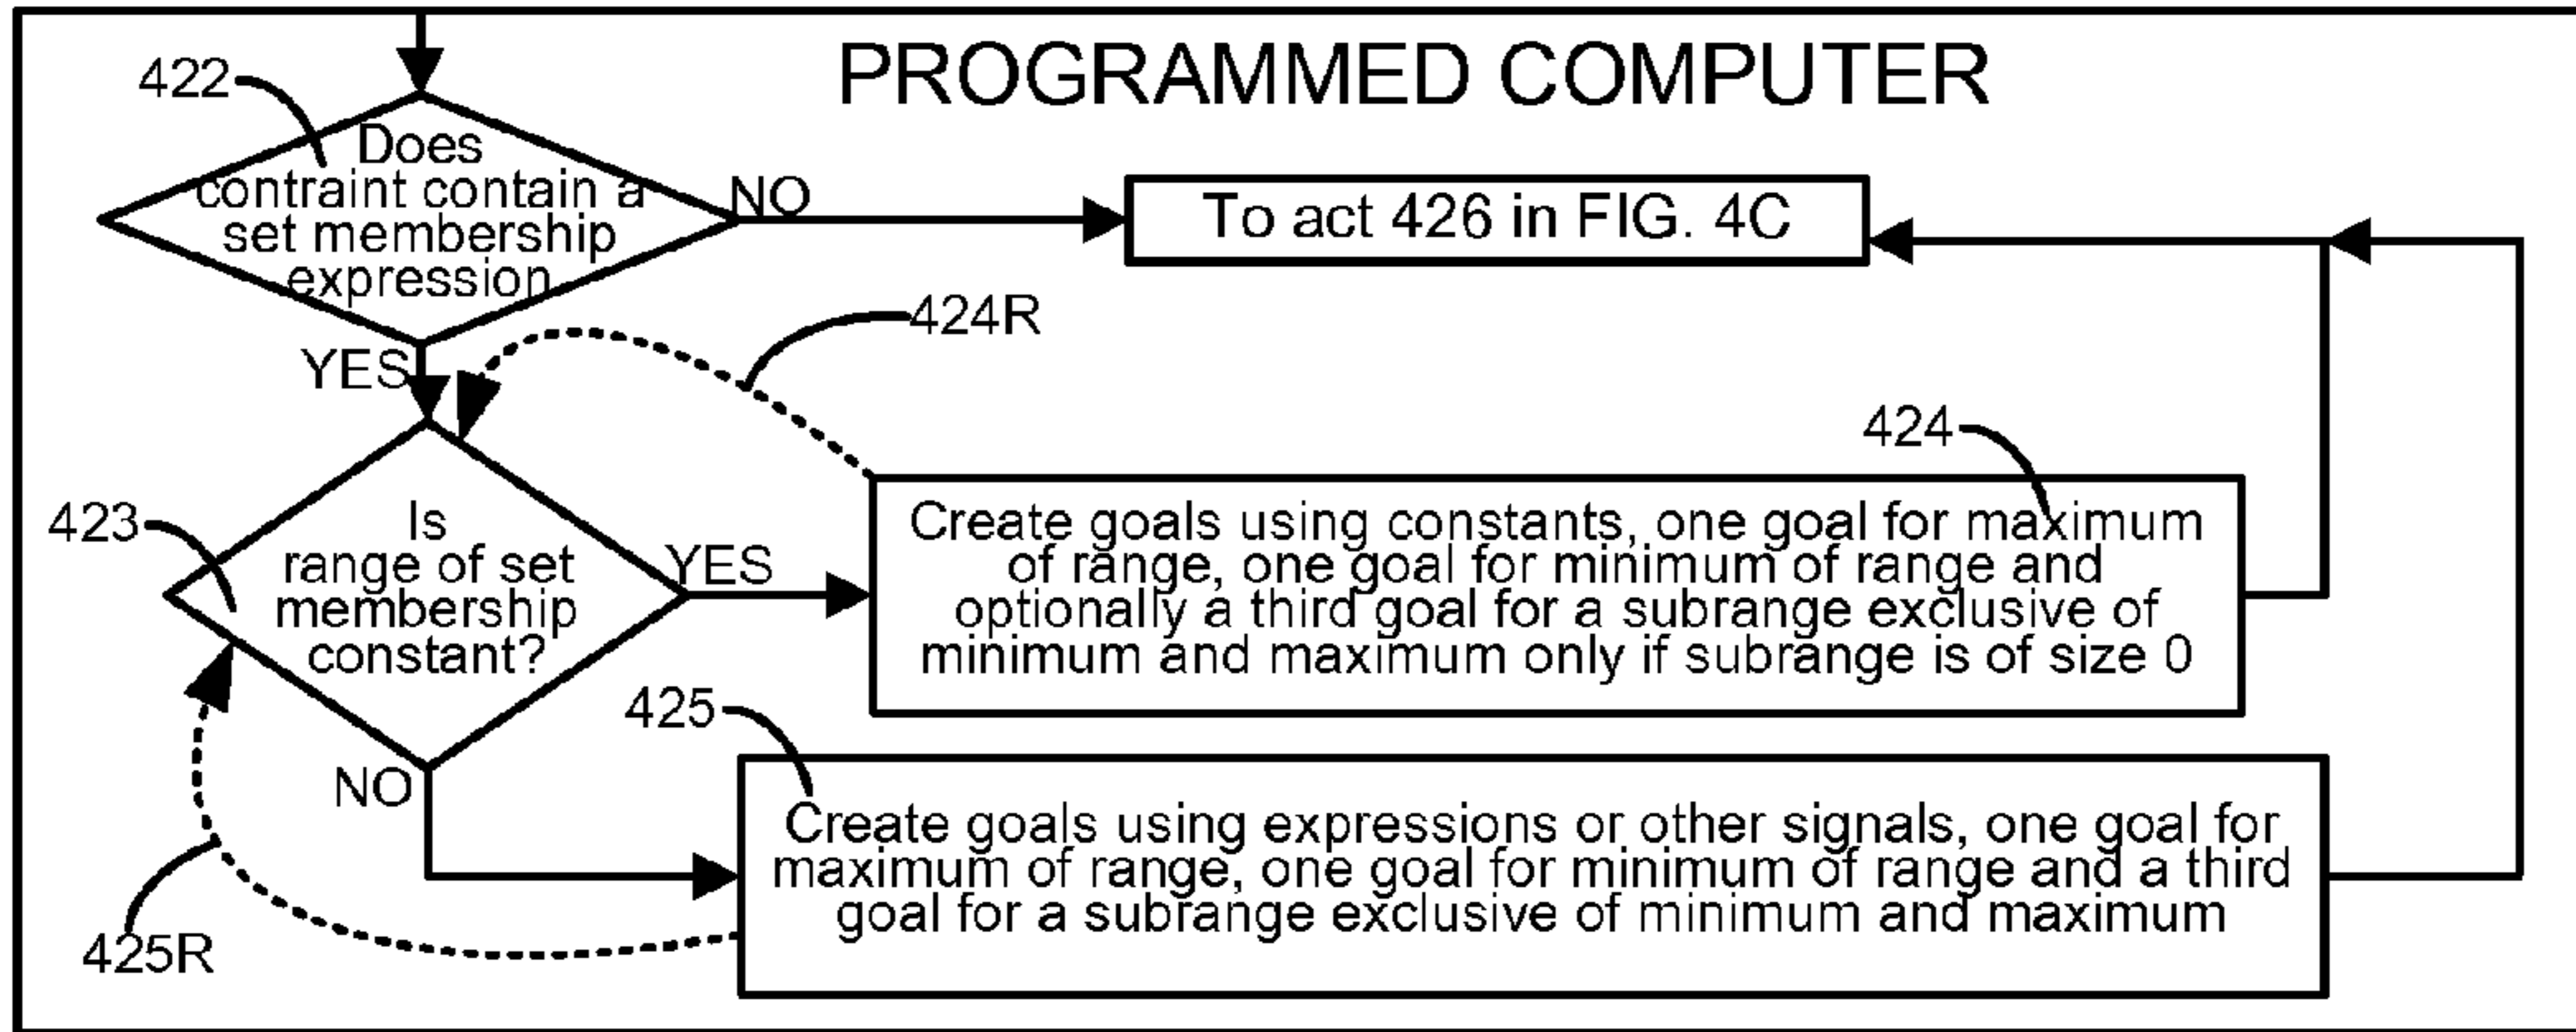 PROGRAMMED COMPUTER
422
Does
contraint contain a
set membership
expression
NO
To act 426 in FIG. 4C
YES
424R
424
423
Is
range of set
membership
constant?
YES
Create goals using constants, one goal for maximum
of range, one goal for minimum of range and
optionally a third goal for a subrange exclusive of
minimum and maximum only if subrange is of size 0
425
NO
Create goals using expressions or other signals, one goal for
maximum of range, one goal for minimum of range and a third
goal for a subrange exclusive of minimum and maximum
425R